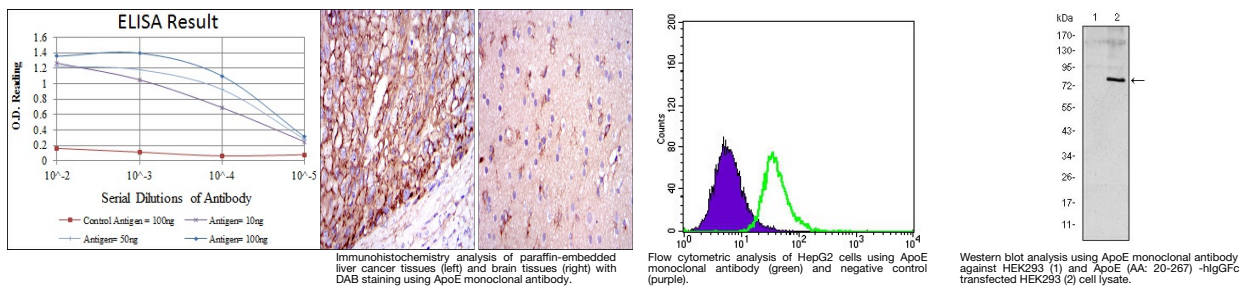 ELISA Result
1.6
1.4
1.2
1
0.8
0.6
0.4
0.2
0
O.D. Reading
10^-2 10^-3 10^-4 10^-5
Serial Dilutions of Antibody
Control Antigen = 100ng
Antigen= 10ng
Antigen= 50ng
Antigen= 100ng
Immunohistochemistry analysis of paraffin-embedded
liver cancer tissues (left) and brain tissues (right) with
DAB staining using ApoE monoclonal antibody.
200
160
120
80
40
0
Counts
10^0 10^1 10^2 10^3 10^4
Flow cytometric analysis of HepG2 cells using ApoE
monoclonal antibody (green) and negative control
(purple).
kDa 1 2
170-
130-
95-
72-
55-
43-
34-
26-
17-
11-
←
Western blot analysis using ApoE monoclonal antibody
against HEK293 (1) and ApoE (AA: 20-267) -hIgGFc
transfected HEK293 (2) cell lysate.